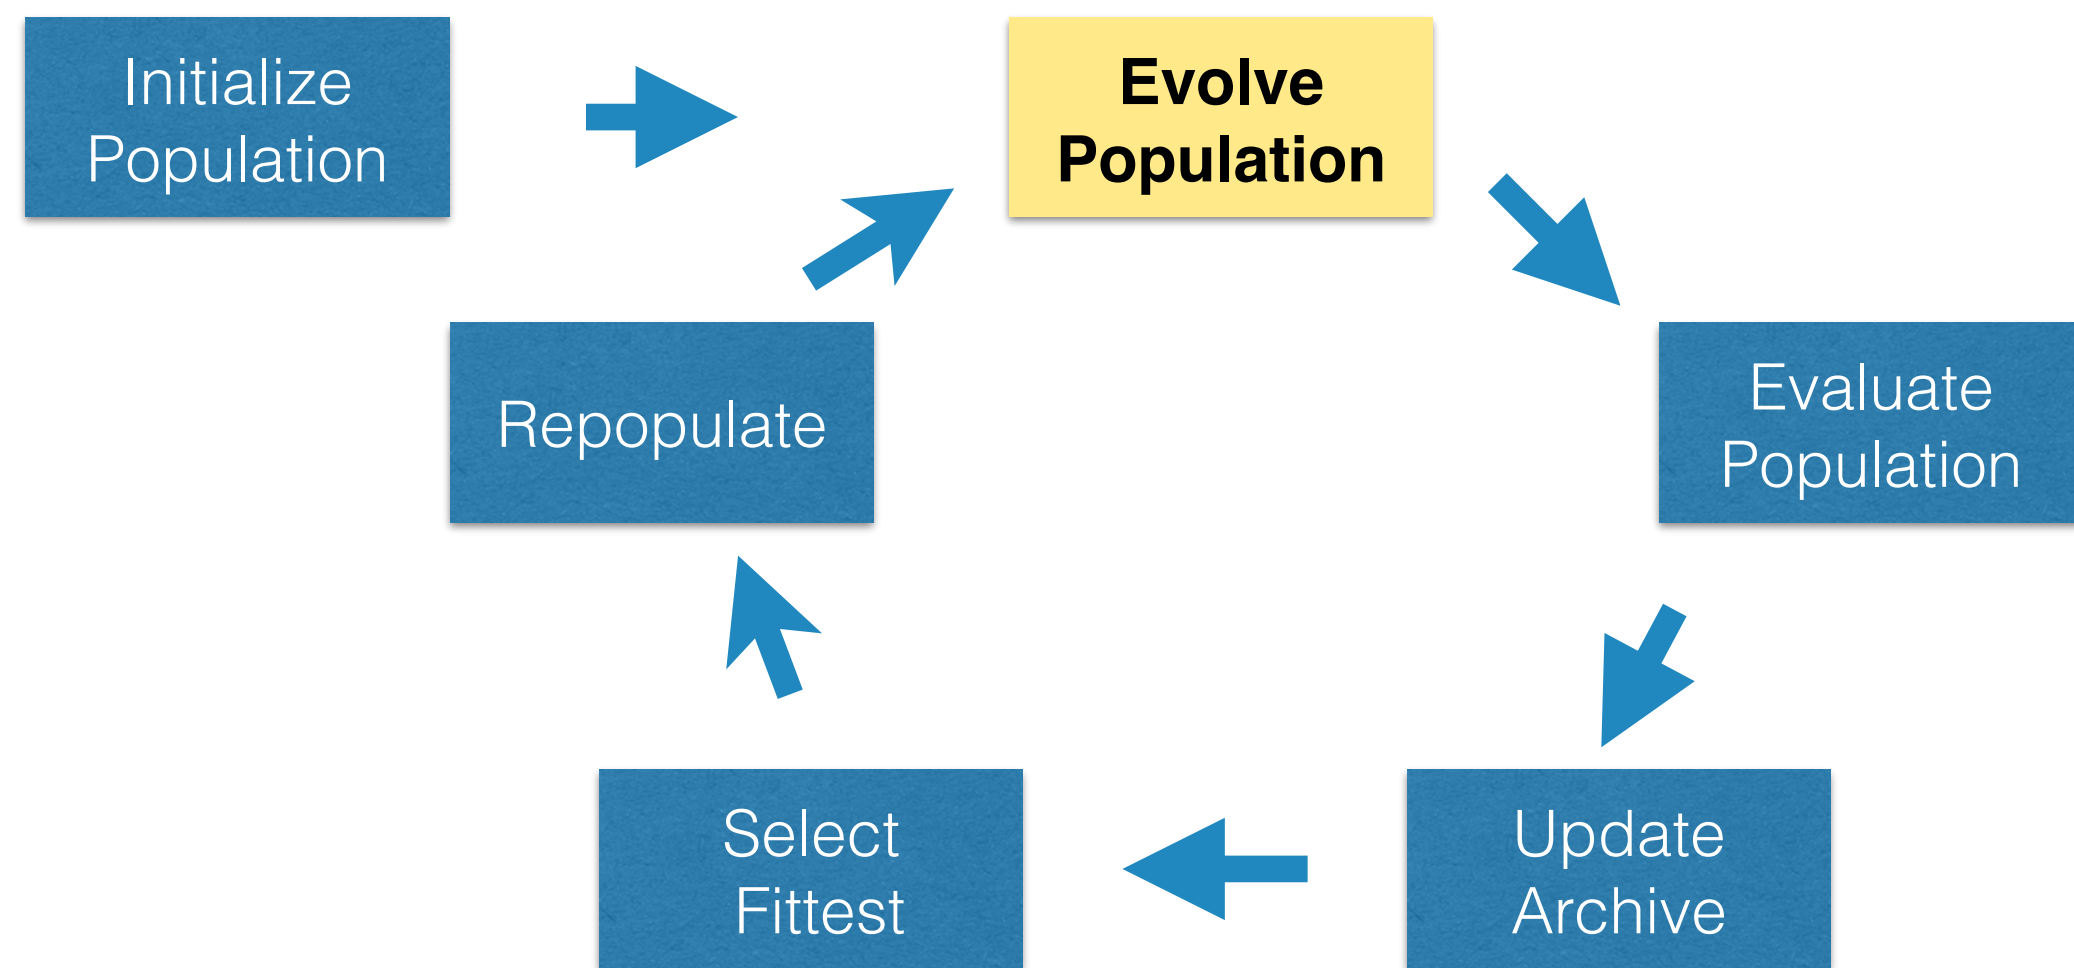 Initialize
Population
Evolve
Population
Repopulate
Evaluate
Population
Select
Fittest
Update
Archive